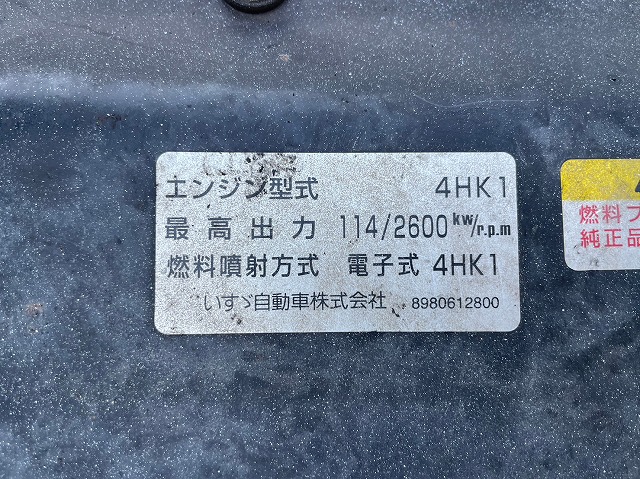 エンジン型式 4HK1
最高出力 114/2600 kw/r.p.m
燃料噴射方式 電子式 4HK1
いすゞ自動車株式会社 8980612800
燃料フ
純正品